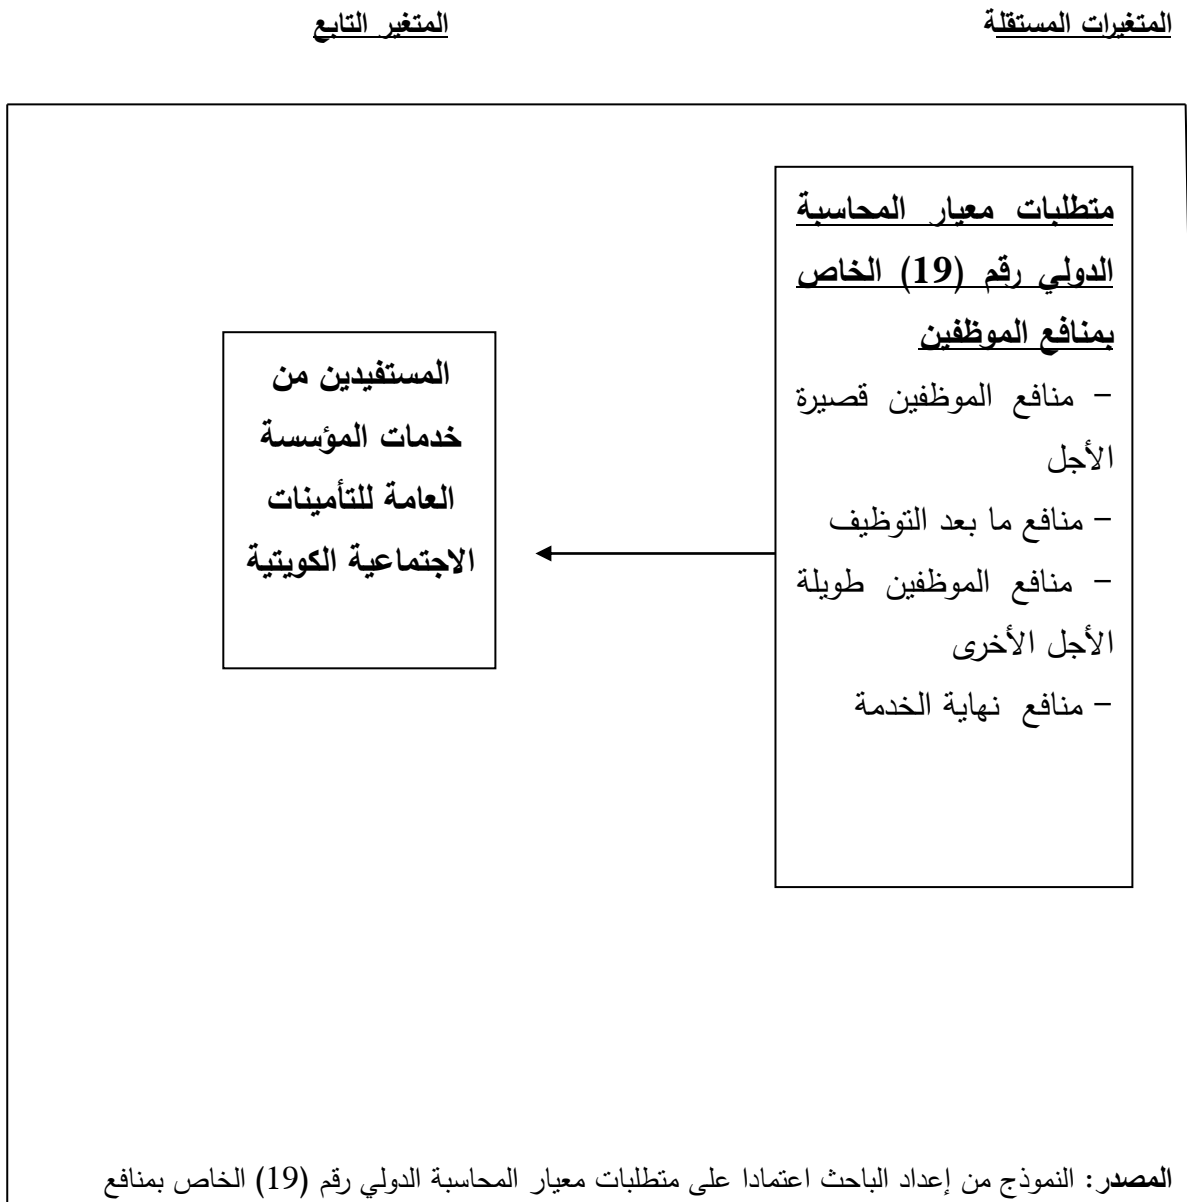 المتغيرات المستقلة
المتغير التابع
متطلبات معيار المحاسبة
الدولي رقم (19) الخاص
بمنافع الموظفين
– منافع الموظفين قصيرة
الأجل
– منافع ما بعد التوظيف
– منافع الموظفين طويلة
الأجل الأخرى
– منافع نهاية الخدمة
المستفيدين من
خدمات المؤسسة
العامة للتأمينات
الاجتماعية الكويتية
المصدر: النموذج من إعداد الباحث اعتمادا على متطلبات معيار المحاسبة الدولي رقم (19) الخاص بمنافع